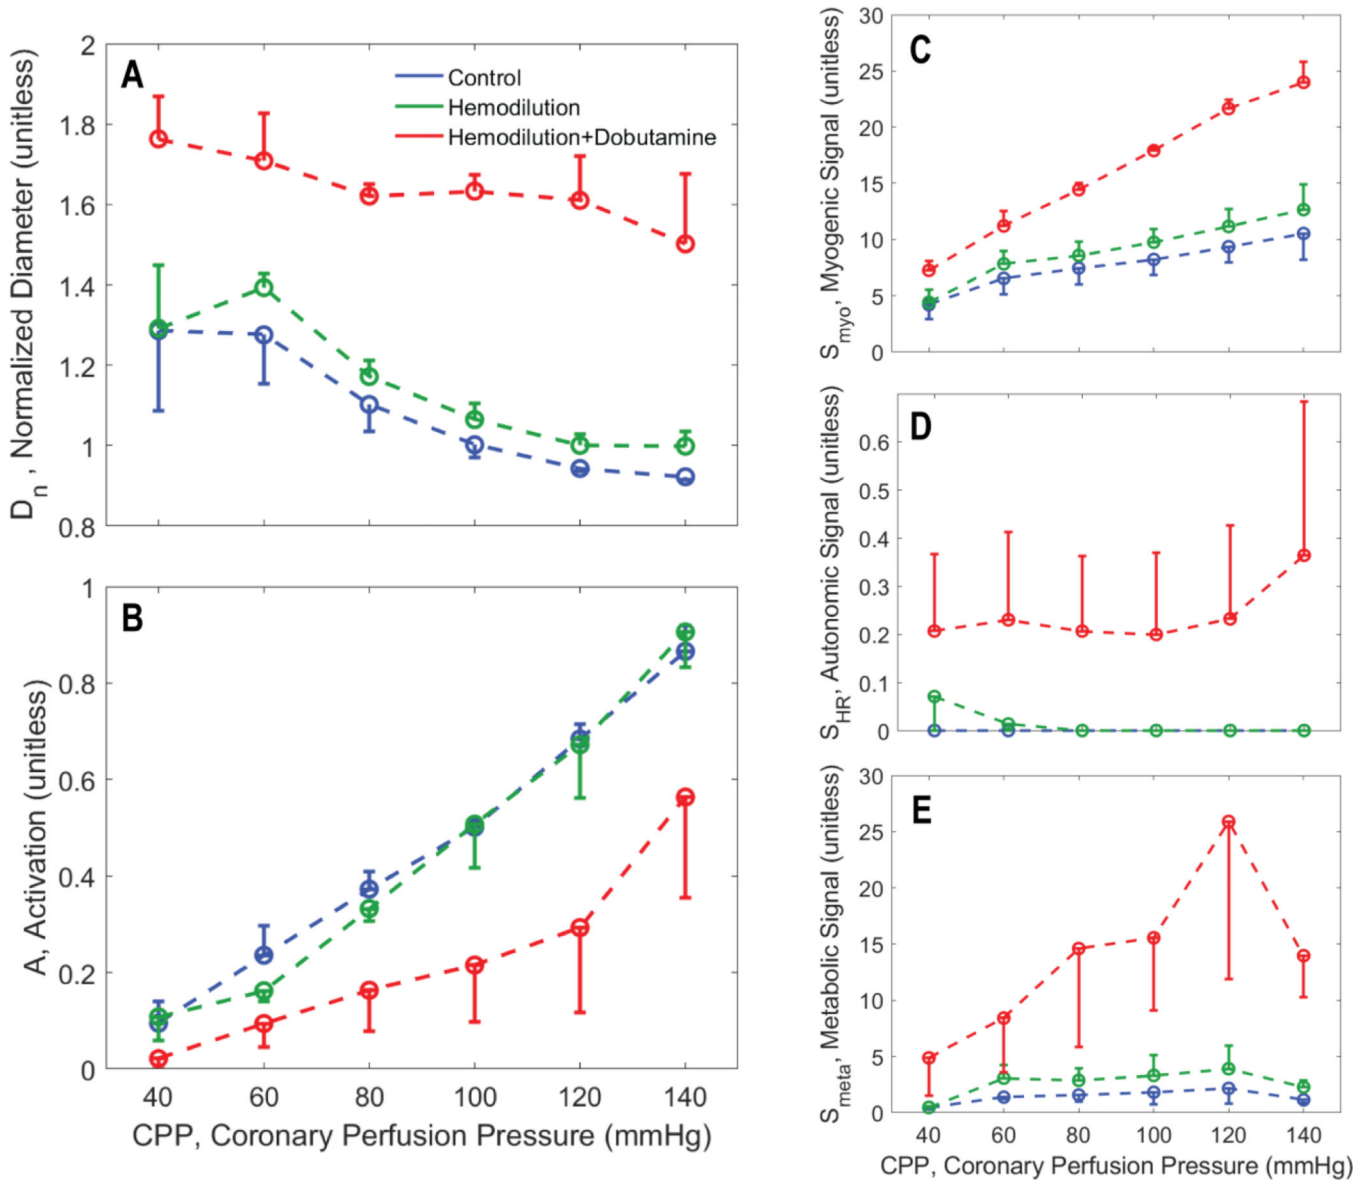 A
Control
Hemodilution
Hemodilution+Dobutamine
D_n , Normalized Diameter (unitless)
2
1.8
1.6
1.4
1.2
1
0.8
B
A, Activation (unitless)
1
0.8
0.6
0.4
0.2
0
40 60 80 100 120 140
CPP, Coronary Perfusion Pressure (mmHg)
C
S_myo, Myogenic Signal (unitless)
30
25
20
15
10
5
0
D
S_HR, Autonomic Signal (unitless)
0.6
0.5
0.4
0.3
0.2
0.1
0
E
S_meta, Metabolic Signal (unitless)
30
25
20
15
10
5
0
40 60 80 100 120 140
CPP, Coronary Perfusion Pressure (mmHg)